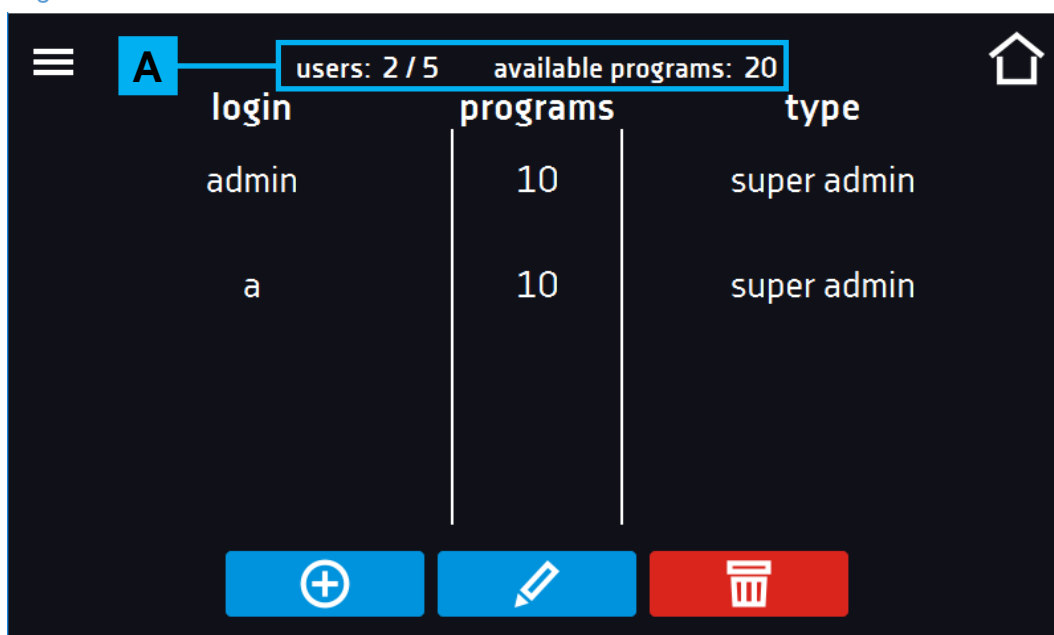 A users: 2 / 5 available programs: 20
login programs type
admin 10 super admin
a 10 super admin